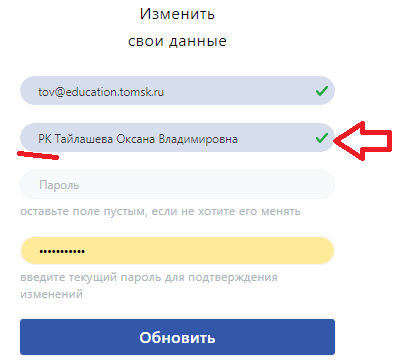 Изменить
свои данные
tov@education.tomsk.ru
РК Тайлашева Оксана Владимировна
Пароль
оставьте поле пустым, если не хотите его менять
•••••••••••
введите текущий пароль для подтверждения
изменений
Обновить